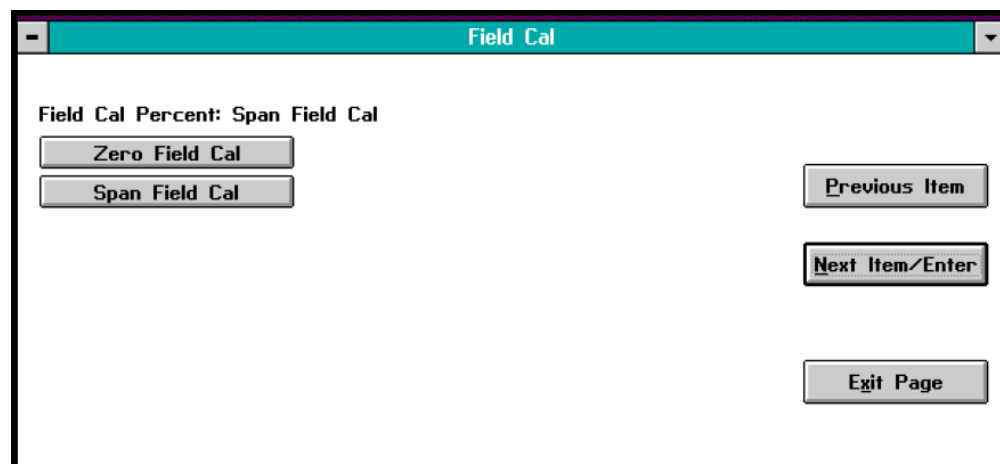 Field Cal
Field Cal Percent: Span Field Cal
Zero Field Cal
Span Field Cal
Previous Item
Next Item/Enter
Exit Page